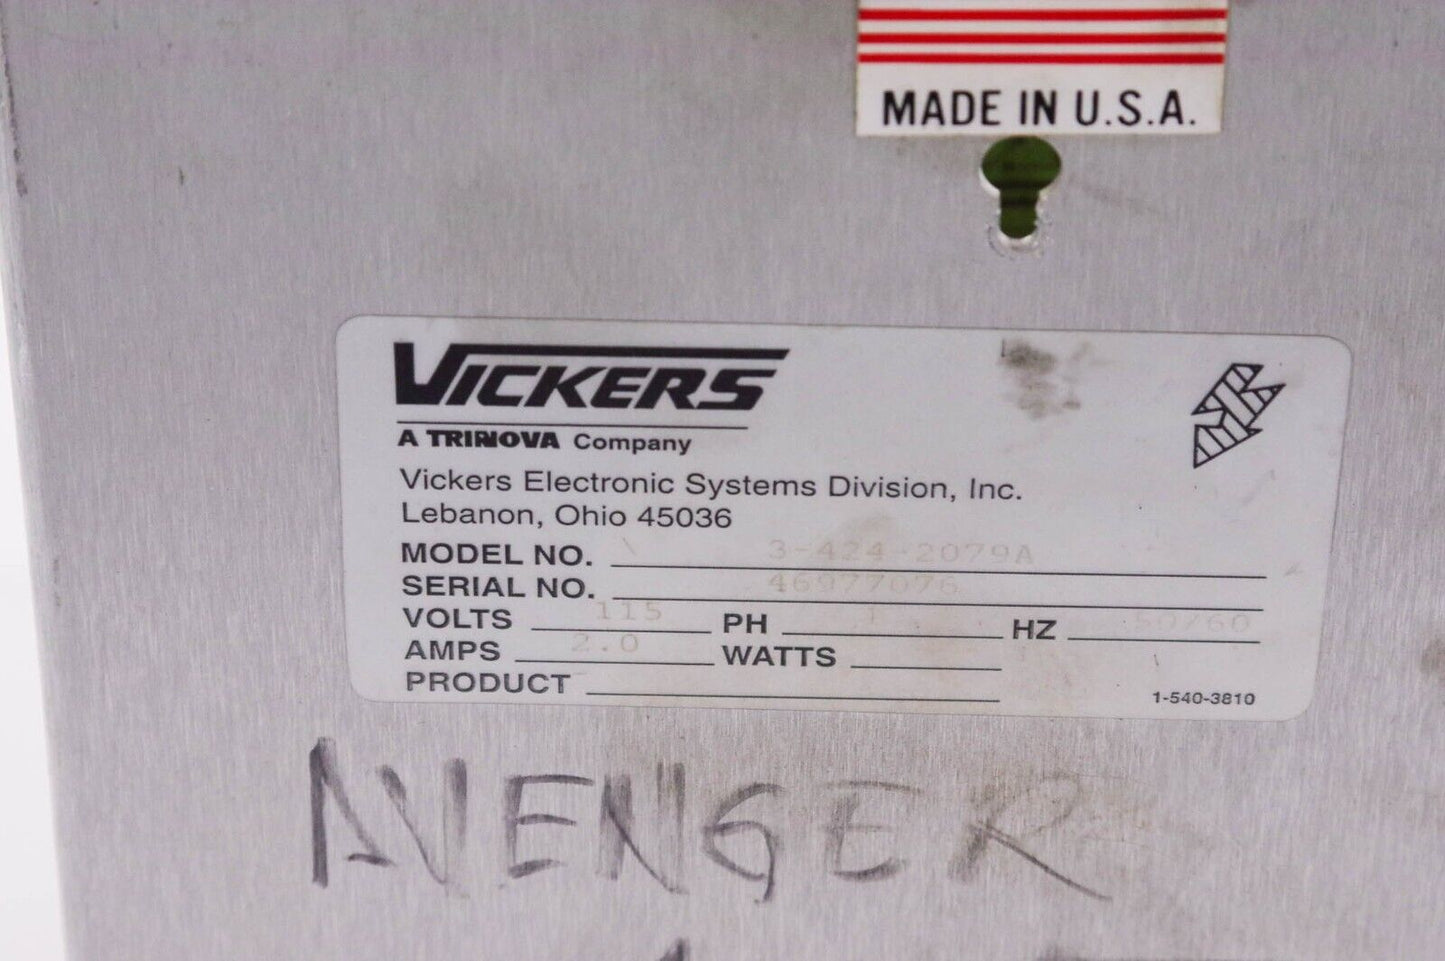 MADE IN U.S.A.
VICKERS
A TRINOVA Company
Vickers Electronic Systems Division, Inc.
Lebanon, Ohio 45036
MODEL NO. 3-424-2079A
SERIAL NO. 46977076
VOLTS 115 PH 1 HZ 50/60
AMPS 2.0 WATTS
PRODUCT 1-540-3810
AVENGER